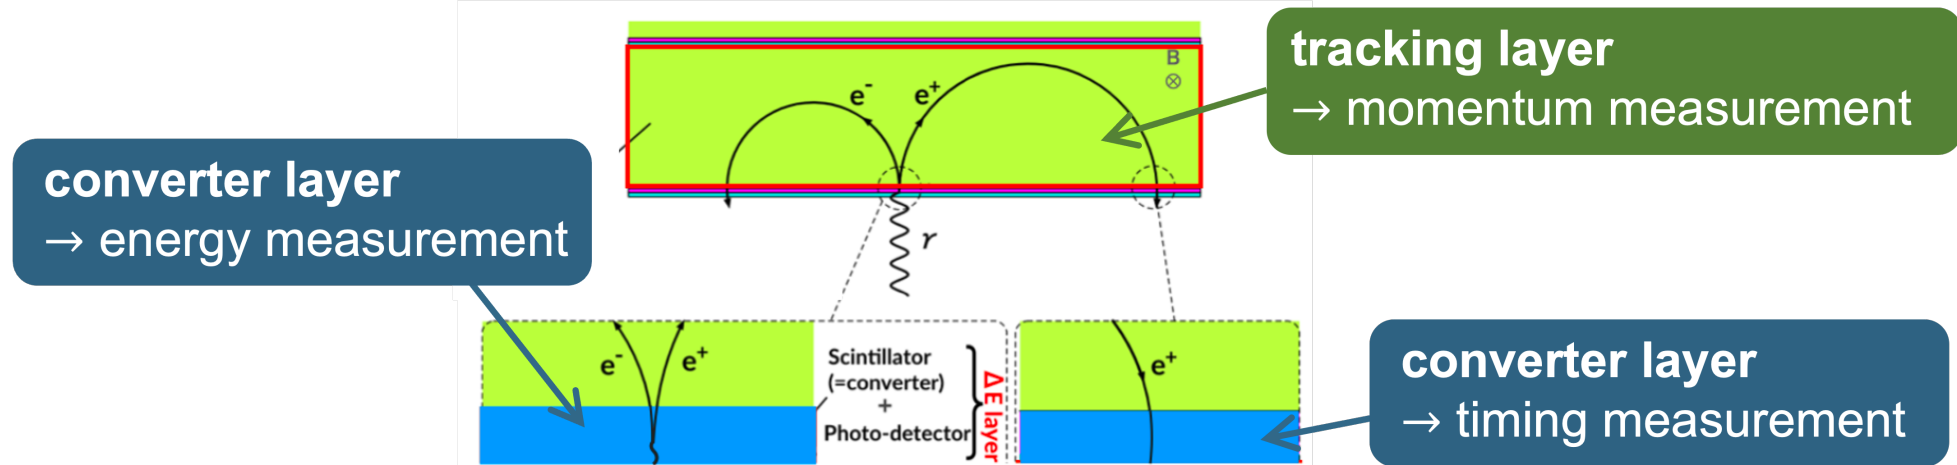 tracking layer
→ momentum measurement
B
⊗
e⁻
e⁺
converter layer
→ energy measurement
r
e⁻
e⁺
Scintillator
(=converter)
+
Photo-detector
ΔE layer
e⁺
converter layer
→ timing measurement